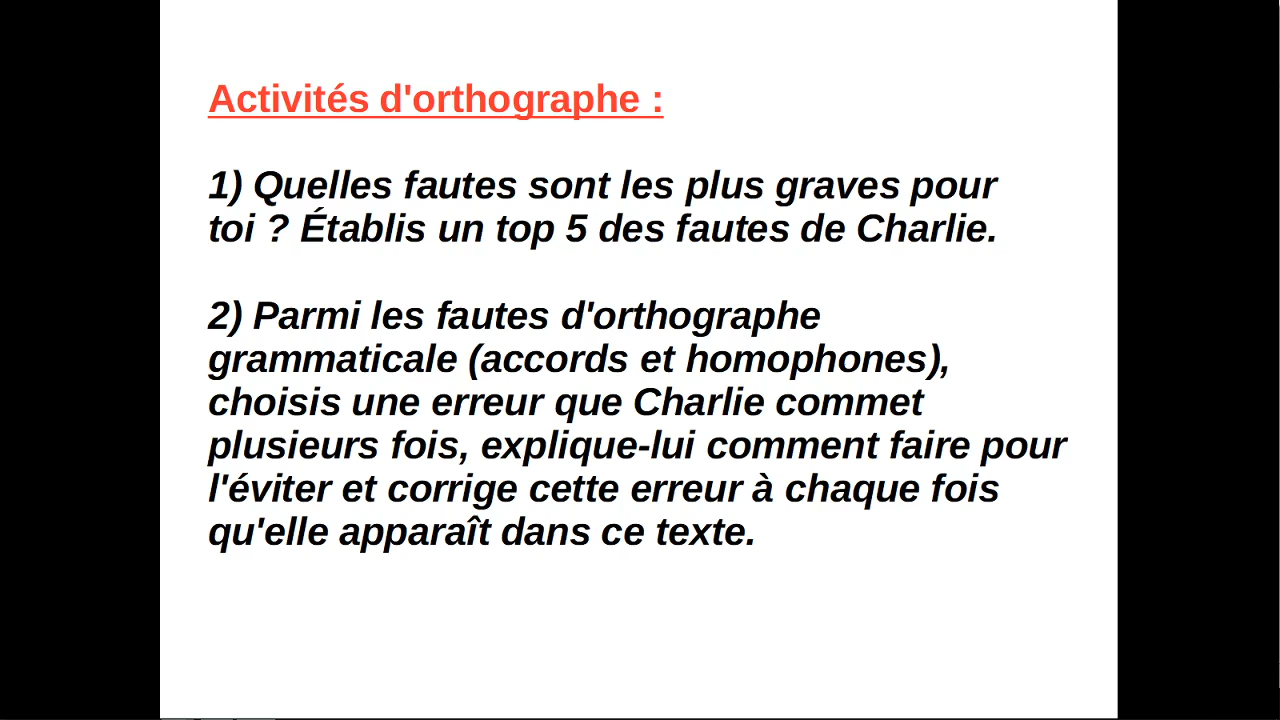 Activités d'orthographe :
1) Quelles fautes sont les plus graves pour
toi ? Établis un top 5 des fautes de Charlie.
2) Parmi les fautes d'orthographe
grammaticale (accords et homophones),
choisis une erreur que Charlie commet
plusieurs fois, explique-lui comment faire pour
l'éviter et corrige cette erreur à chaque fois
qu'elle apparaît dans ce texte.